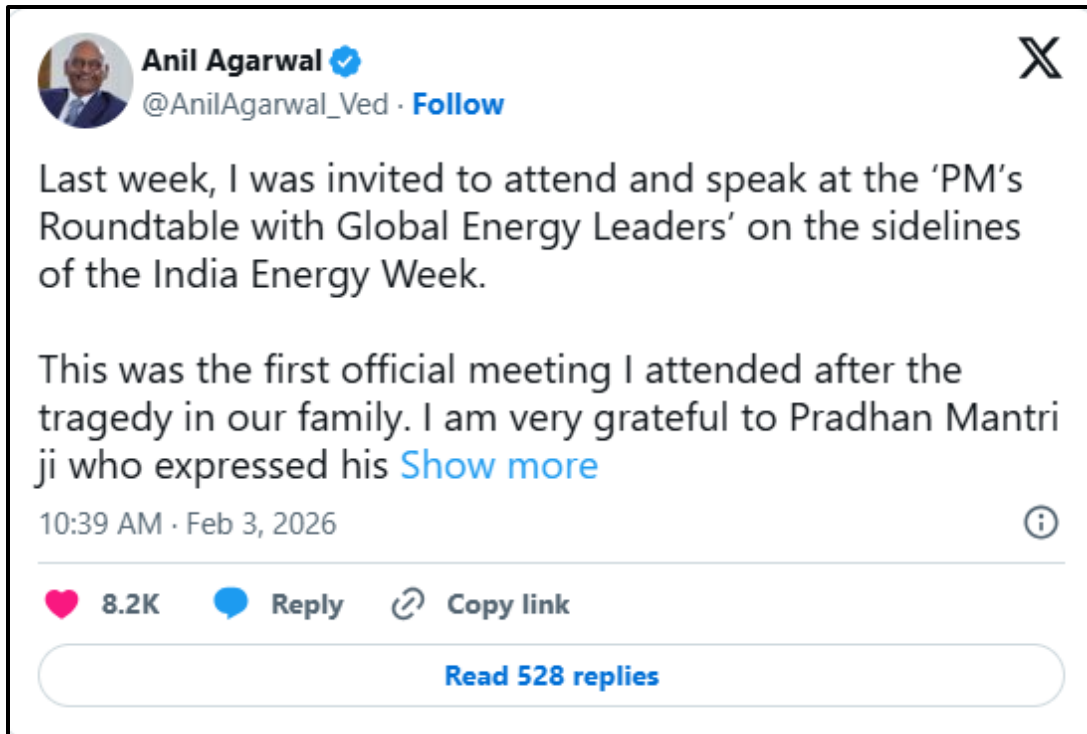 Anil Agarwal
@AnilAgarwal_Ved · Follow
Last week, I was invited to attend and speak at the ‘PM’s
Roundtable with Global Energy Leaders’ on the sidelines
of the India Energy Week.
This was the first official meeting I attended after the
tragedy in our family. I am very grateful to Pradhan Mantri
ji who expressed his Show more
10:39 AM · Feb 3, 2026
8.2K Reply Copy link
Read 528 replies